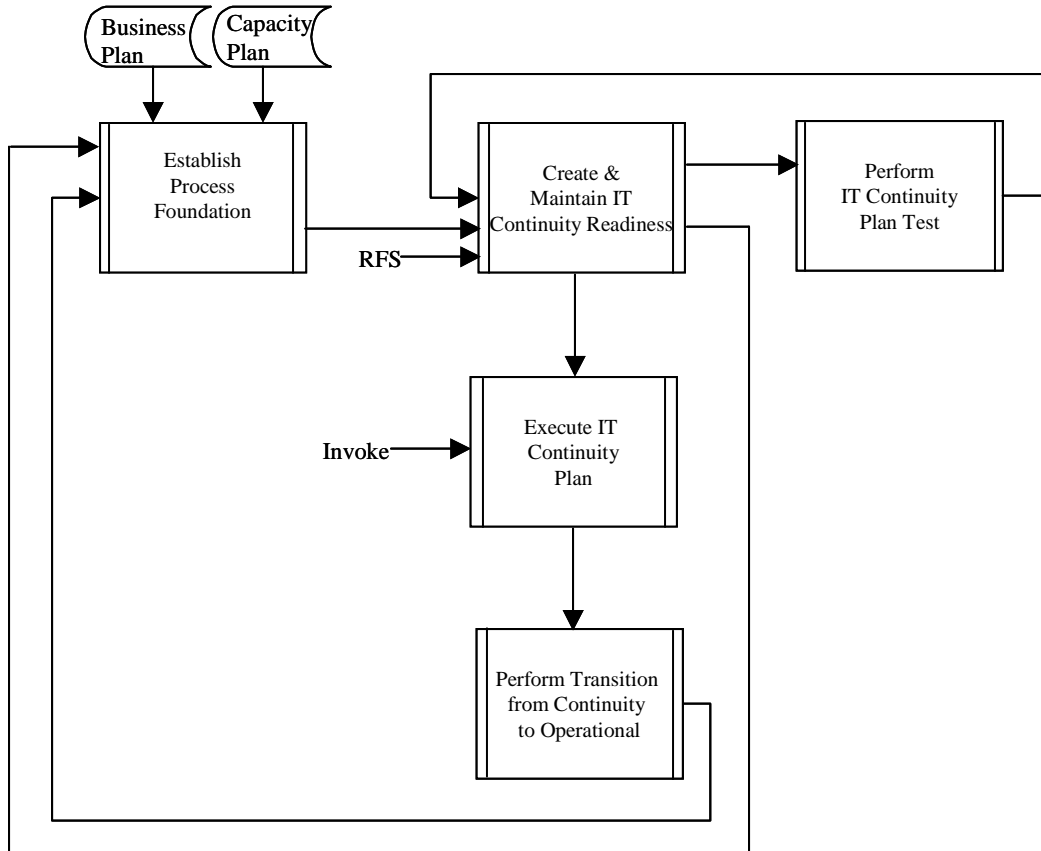 Business
Plan
Capacity
Plan
Establish
Process
Foundation
Create &
Maintain IT
Continuity Readiness
Perform
IT Continuity
Plan Test
RFS
Invoke
Execute IT
Continuity
Plan
Perform Transition
from Continuity
to Operational